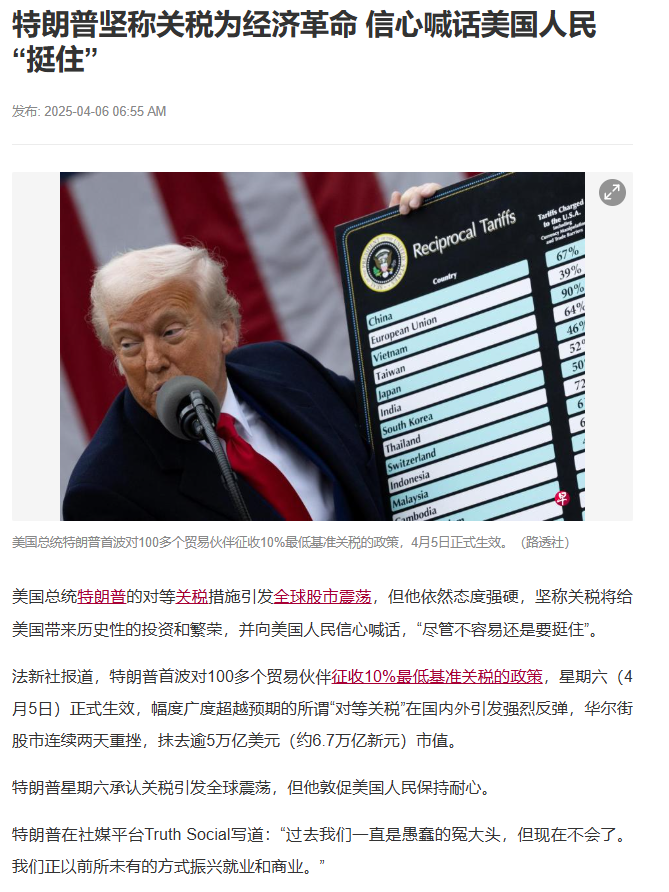 特朗普坚称关税为经济革命 信心喊话美国人民
“挺住”
发布: 2025-04-06 06:55 AM
Reciprocal Tariffs
Country
Tariffs Charged
to the U.S.A.
Including
Currency Manipulation
and Trade Barriers
China
67%
European Union
39%
Vietnam
90%
Taiwan
64%
Japan
46%
India
52%
South Korea
50
Thailand
72
Switzerland
6
Indonesia
6
Malaysia
Cambodia
早
美国总统特朗普首波对100多个贸易伙伴征收10%最低基准关税的政策，4月5日正式生效。（路透社）
美国总统特朗普的对等关税措施引发全球股市震荡，但他依然态度强硬，坚称关税将给
美国带来历史性的投资和繁荣，并向美国人民信心喊话，“尽管不容易还是要挺住”。
法新社报道，特朗普首波对100多个贸易伙伴征收10%最低基准关税的政策，星期六（4
月5日）正式生效，幅度广度超越预期的所谓“对等关税”在国内外引发强烈反弹，华尔街
股市连续两天重挫，抹去逾5万亿美元（约6.7万亿新元）市值。
特朗普星期六承认关税引发全球震荡，但他敦促美国人民保持耐心。
特朗普在社媒平台Truth Social写道：“过去我们一直是愚蠢的冤大头，但现在不会了。
我们正以前所未有的方式振兴就业和商业。”